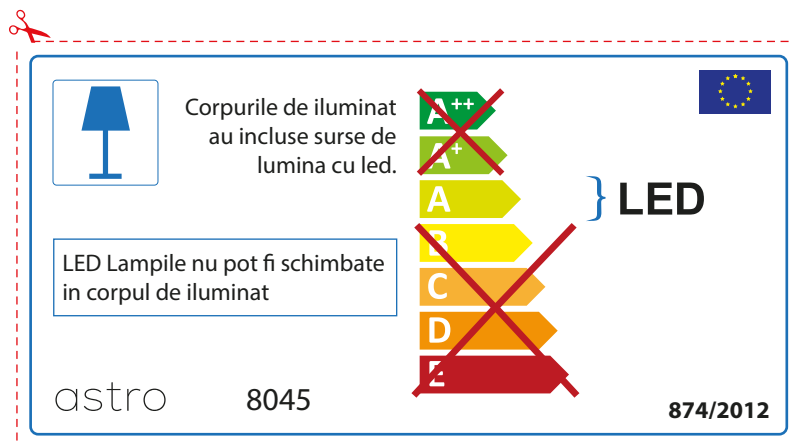 Corpurile de iluminat
au incluse surse de
lumina cu led.
LED Lampile nu pot fi schimbate
in corpul de iluminat
A++
A+
A
B
C
D
E
LED
astro
8045
874/2012